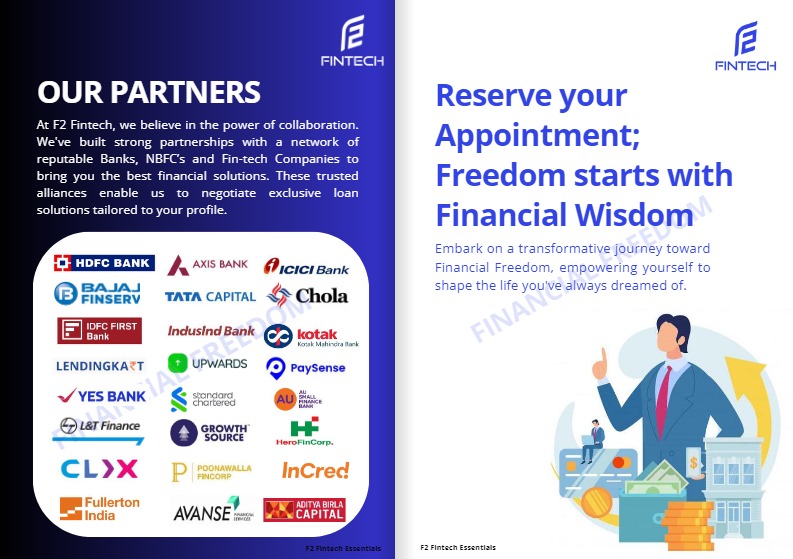 FINTECH
OUR PARTNERS
At F2 Fintech, we believe in the power of collaboration.
We've built strong partnerships with a network of
reputable Banks, NBFC's and Fin-tech Companies to
bring you the best financial solutions. These trusted
alliances enable us to negotiate exclusive loan
solutions tailored to your profile.
HDFC BANK
AXIS BANK
ICICI Bank
BAJAJ
FINSERV
TATA CAPITAL
Chola
IDFC FIRST
Bank
IndusInd Bank
kotak
Kotak Mahindra Bank
LENDINGKA₹T
UPWARDS
PaySense
YES BANK
standard
chartered
AU
AU
SMALL
FINANCE
BANK
L&T Finance
GROWTH
SOURCE
HeroFinCorp.
CLIX
POONAWALLA
FINCORP
InCred!
Fullerton
India
AVANSE
FINANCIAL
SERVICES
ADITYA BIRLA
CAPITAL
FINANCIAL FREEDOM
F2 Fintech Essentials
FINTECH
Reserve your
Appointment;
Freedom starts with
Financial Wisdom
Embark on a transformative journey toward
Financial Freedom, empowering yourself to
shape the life you've always dreamed of.
FINANCIAL FREEDOM
$
F2 Fintech Essentials